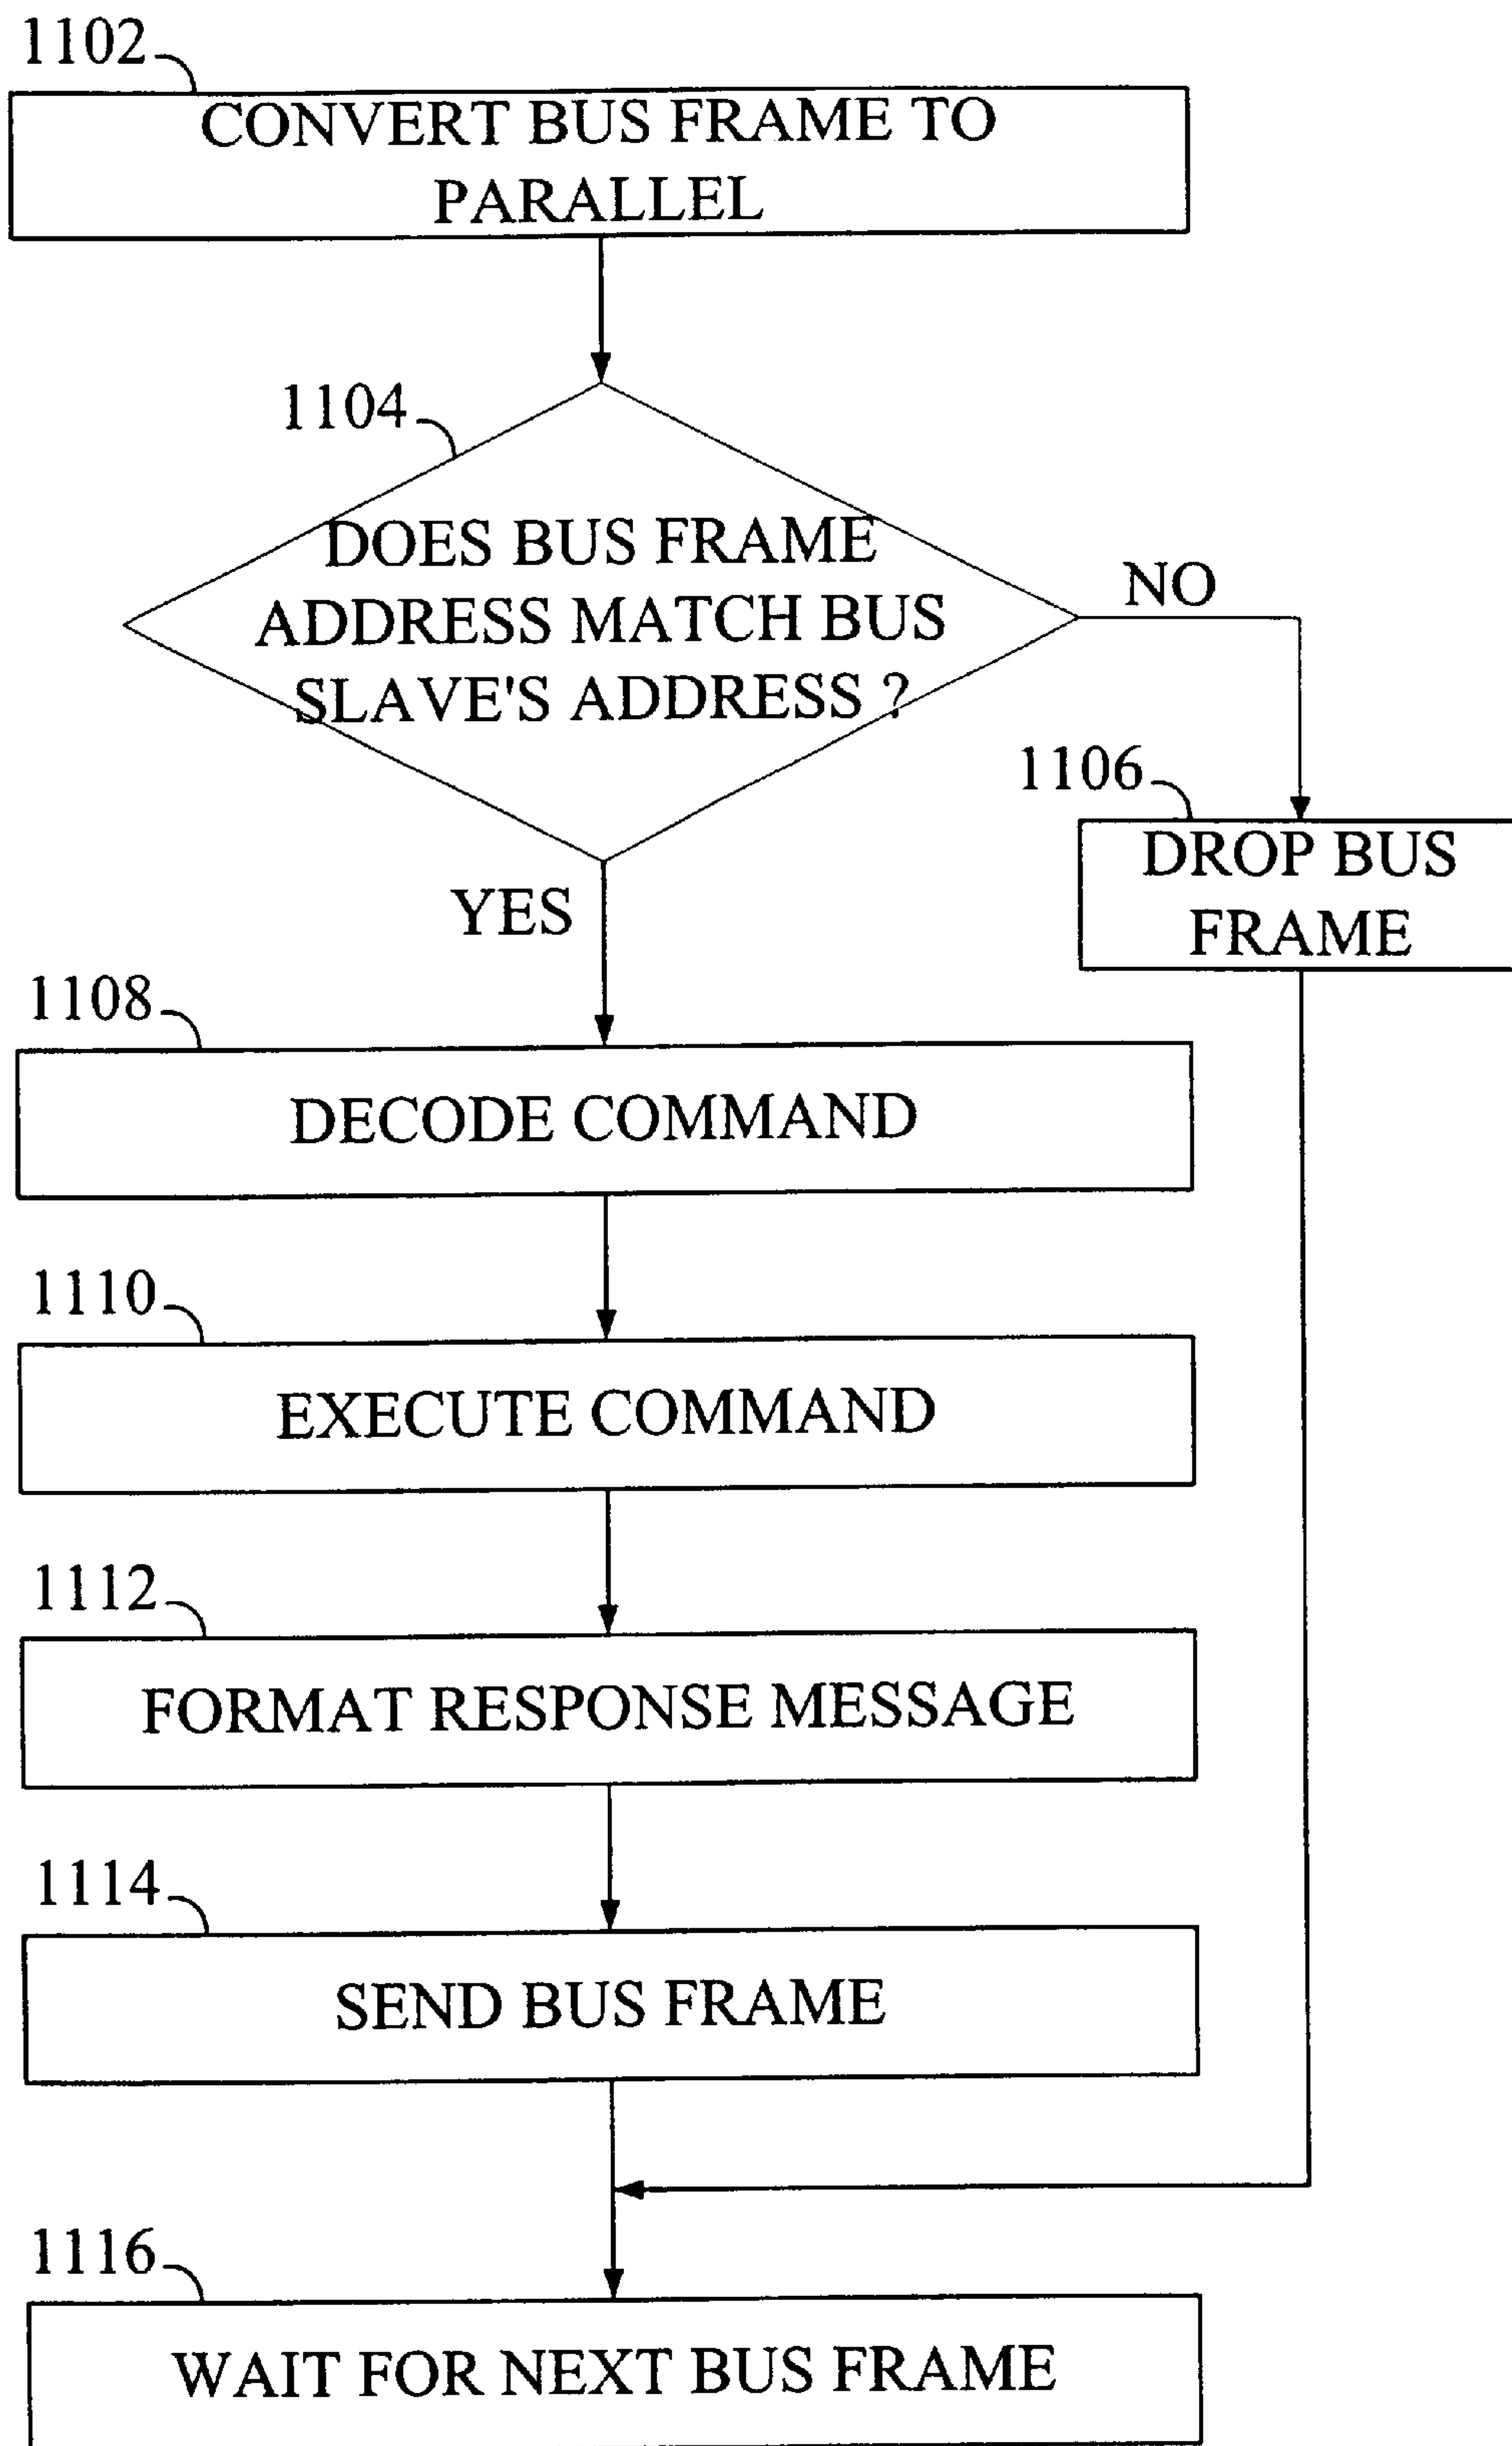 1102
CONVERT BUS FRAME TO
PARALLEL
1104
DOES BUS FRAME
ADDRESS MATCH BUS
SLAVE'S ADDRESS ?
NO
1106
DROP BUS
FRAME
YES
1108
DECODE COMMAND
1110
EXECUTE COMMAND
1112
FORMAT RESPONSE MESSAGE
1114
SEND BUS FRAME
1116
WAIT FOR NEXT BUS FRAME